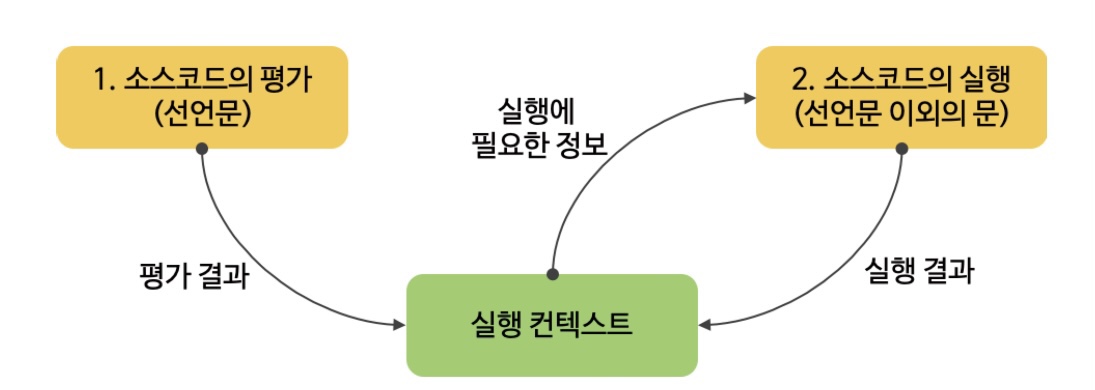 1. 소스코드의 평가
(선언문)
실행에
필요한 정보
2. 소스코드의 실행
(선언문 이외의 문)
평가 결과
실행 결과
실행 컨텍스트